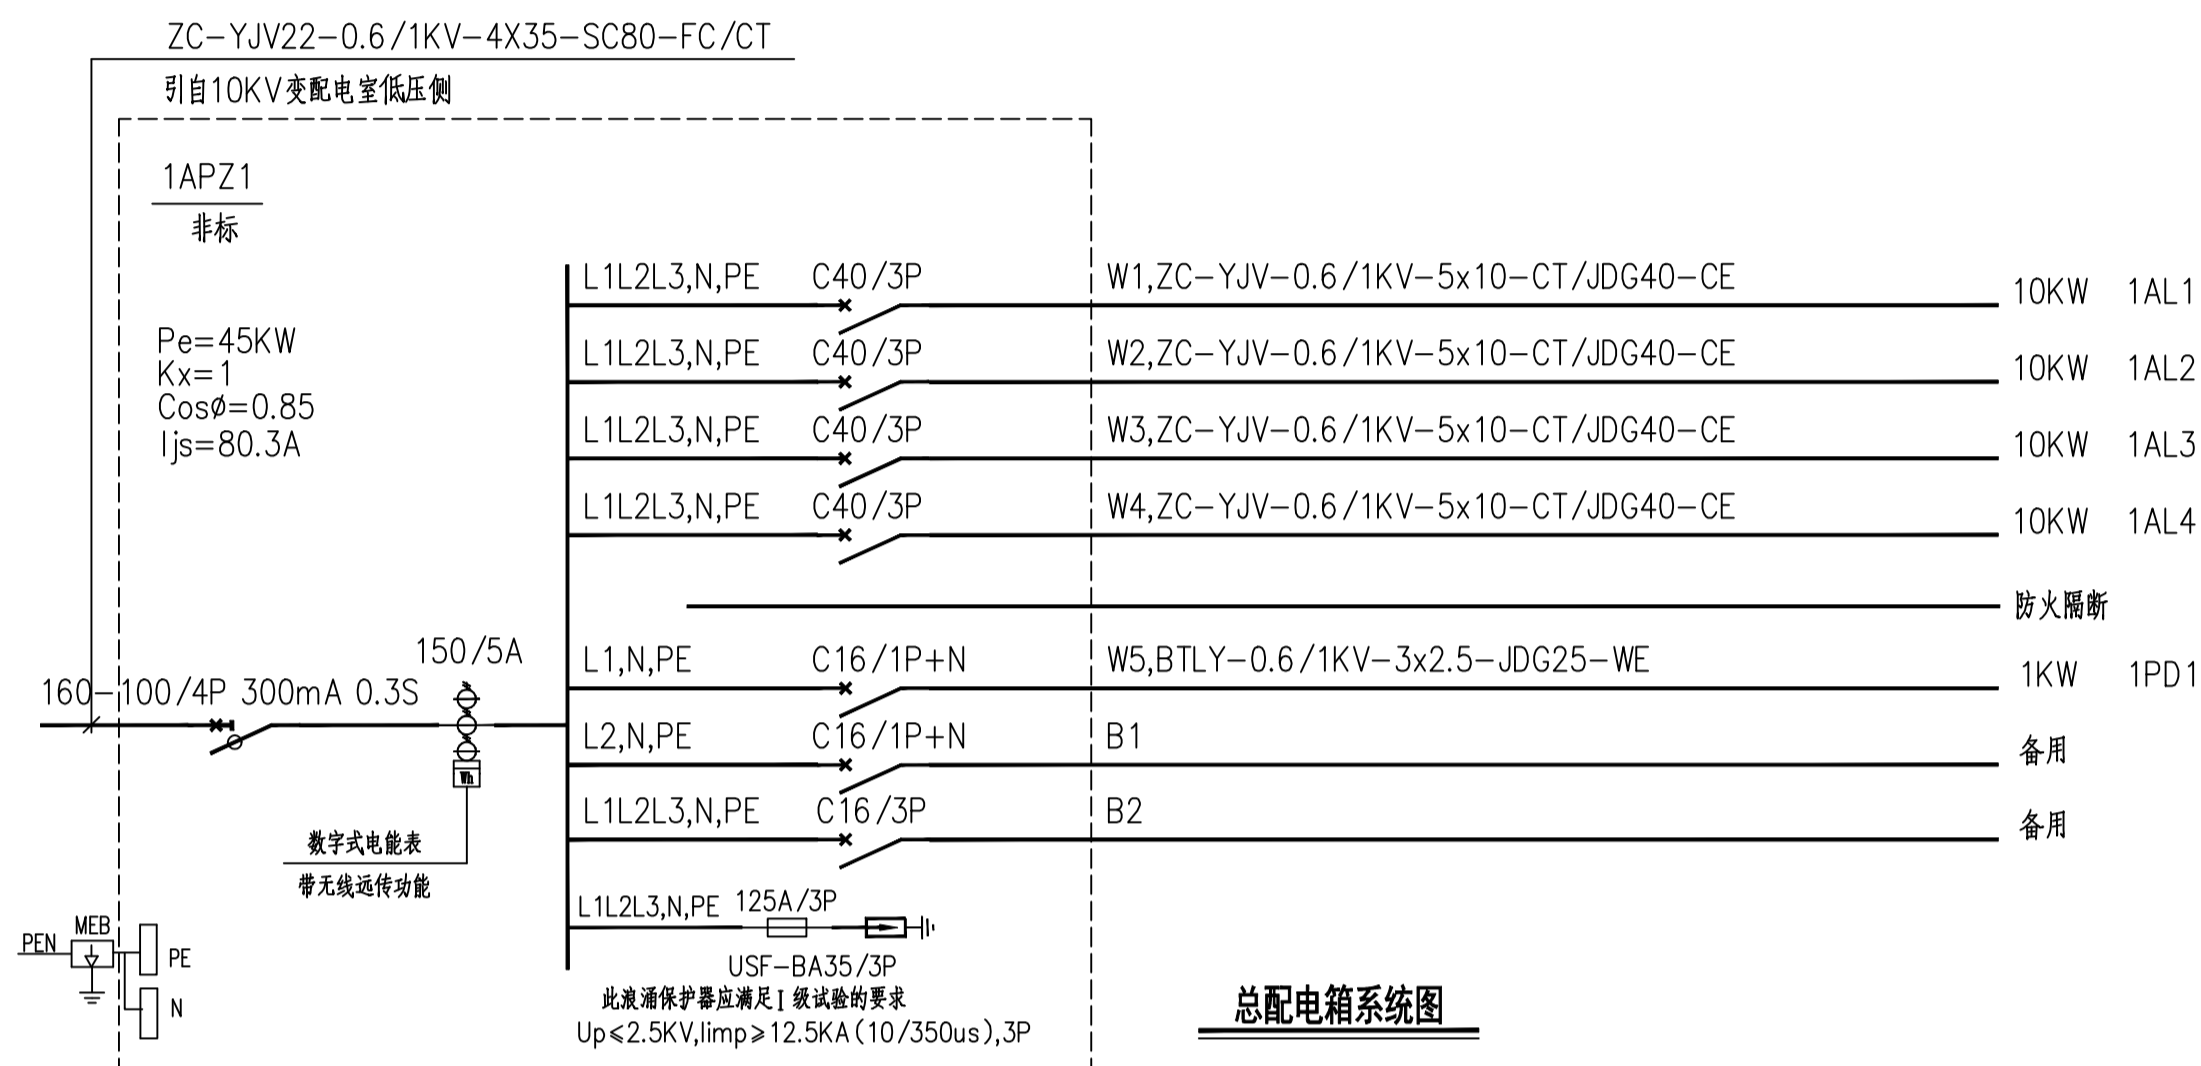 ZC-YJV22-0.6/1KV-4X35-SC80-FC/CT
引自10KV变配电室低压侧
1APZ1
非标
Pe=45KW
Kx=1
Cosø=0.85
Ijs=80.3A
L1L2L3,N,PE C40/3P W1,ZC-YJV-0.6/1KV-5x10-CT/JDG40-CE 10KW 1AL1
L1L2L3,N,PE C40/3P W2,ZC-YJV-0.6/1KV-5x10-CT/JDG40-CE 10KW 1AL2
L1L2L3,N,PE C40/3P W3,ZC-YJV-0.6/1KV-5x10-CT/JDG40-CE 10KW 1AL3
L1L2L3,N,PE C40/3P W4,ZC-YJV-0.6/1KV-5x10-CT/JDG40-CE 10KW 1AL4
防火隔断
150/5A
L1,N,PE C16/1P+N W5,BTLY-0.6/1KV-3x2.5-JDG25-WE 1KW 1PD1
160-100/4P 300mA 0.3S
L2,N,PE C16/1P+N B1 备用
Wh
L1L2L3,N,PE C16/3P B2 备用
数字式电能表
带无线远传功能
L1L2L3,N,PE 125A/3P
USF-BA35/3P
此浪涌保护器应满足I 级试验的要求
Up≤2.5KV,Iimp≥12.5KA(10/350us),3P
PEN MEB PE
N
总配电箱系统图